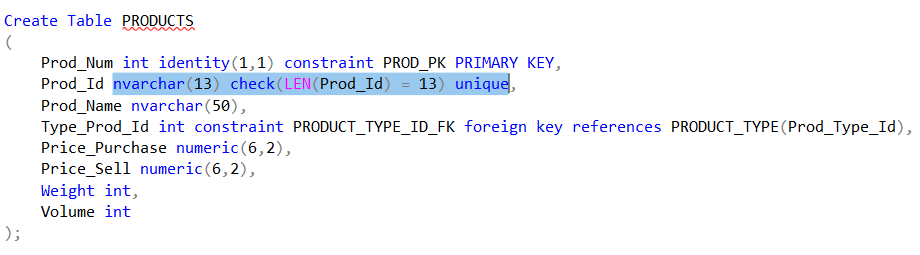 Create Table PRODUCTS
(
    Prod_Num int identity(1,1) constraint PROD_PK PRIMARY KEY,
    Prod_Id nvarchar(13) check(LEN(Prod_Id) = 13) unique,
    Prod_Name nvarchar(50),
    Type_Prod_Id int constraint PRODUCT_TYPE_ID_FK foreign key references PRODUCT_TYPE(Prod_Type_Id),
    Price_Purchase numeric(6,2),
    Price_Sell numeric(6,2),
    Weight int,
    Volume int
);